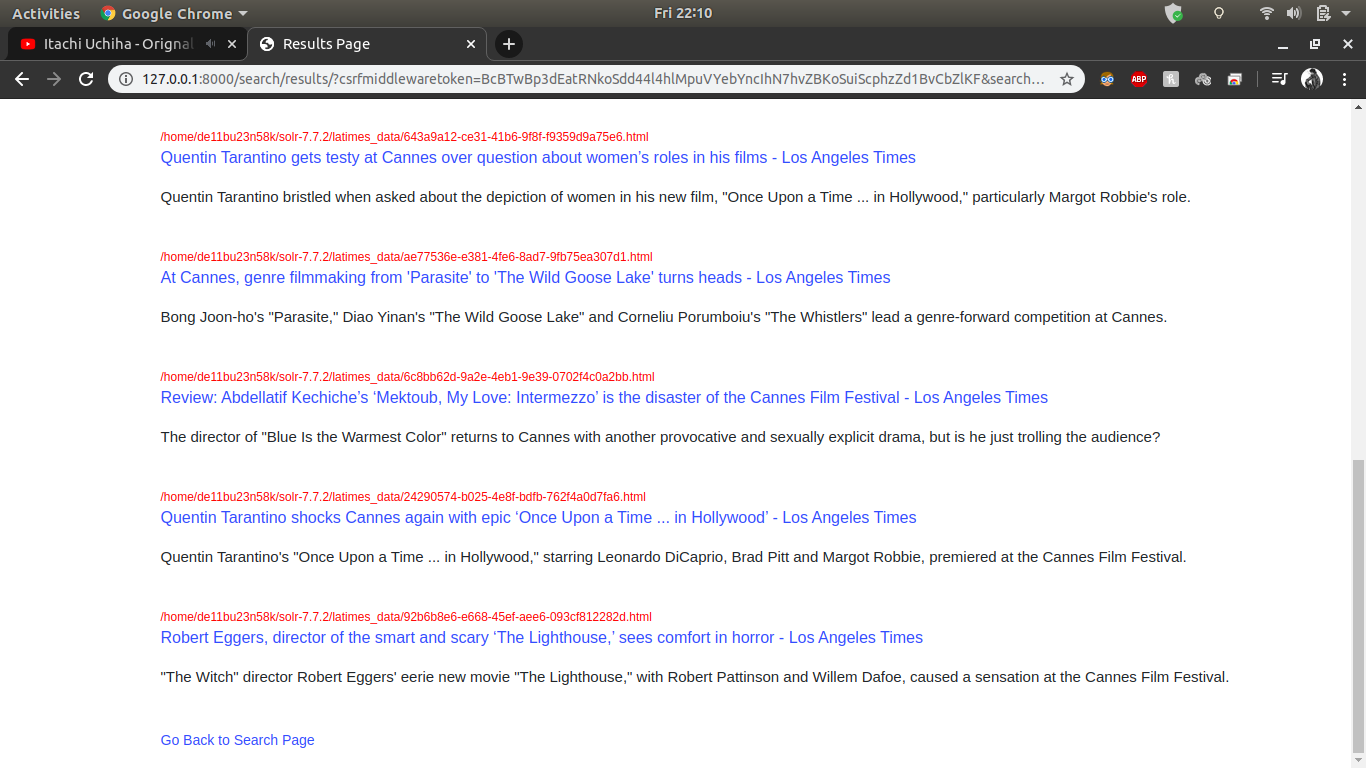 Activities Google Chrome Fri 22:10
Itachi Uchiha - Orignal Results Page
127.0.0.1:8000/search/results/?csrfmiddlewaretoken=BcBTwBp3dEatRNkoSdd44l4hlMpuVYebYncIhN7hvZBKoSuiScphzZd1BvCbZlKF&search... ABP
/home/de11bu23n58k/solr-7.7.2/latimes_data/643a9a12-ce31-41b6-9f8f-f9359d9a75e6.html
Quentin Tarantino gets testy at Cannes over question about women’s roles in his films - Los Angeles Times
Quentin Tarantino bristled when asked about the depiction of women in his new film, "Once Upon a Time ... in Hollywood," particularly Margot Robbie's role.
/home/de11bu23n58k/solr-7.7.2/latimes_data/ae77536e-e381-4fe6-8ad7-9fb75ea307d1.html
At Cannes, genre filmmaking from 'Parasite' to 'The Wild Goose Lake' turns heads - Los Angeles Times
Bong Joon-ho's "Parasite," Diao Yinan's "The Wild Goose Lake" and Corneliu Porumboiu's "The Whistlers" lead a genre-forward competition at Cannes.
/home/de11bu23n58k/solr-7.7.2/latimes_data/6c8bb62d-9a2e-4eb1-9e39-0702f4c0a2bb.html
Review: Abdellatif Kechiche’s ‘Mektoub, My Love: Intermezzo’ is the disaster of the Cannes Film Festival - Los Angeles Times
The director of "Blue Is the Warmest Color" returns to Cannes with another provocative and sexually explicit drama, but is he just trolling the audience?
/home/de11bu23n58k/solr-7.7.2/latimes_data/24290574-b025-4e8f-bdfb-762f4a0d7fa6.html
Quentin Tarantino shocks Cannes again with epic ‘Once Upon a Time ... in Hollywood’ - Los Angeles Times
Quentin Tarantino's "Once Upon a Time ... in Hollywood," starring Leonardo DiCaprio, Brad Pitt and Margot Robbie, premiered at the Cannes Film Festival.
/home/de11bu23n58k/solr-7.7.2/latimes_data/92b6b8e6-e668-45ef-aee6-093cf812282d.html
Robert Eggers, director of the smart and scary ‘The Lighthouse,’ sees comfort in horror - Los Angeles Times
"The Witch" director Robert Eggers' eerie new movie "The Lighthouse," with Robert Pattinson and Willem Dafoe, caused a sensation at the Cannes Film Festival.
Go Back to Search Page